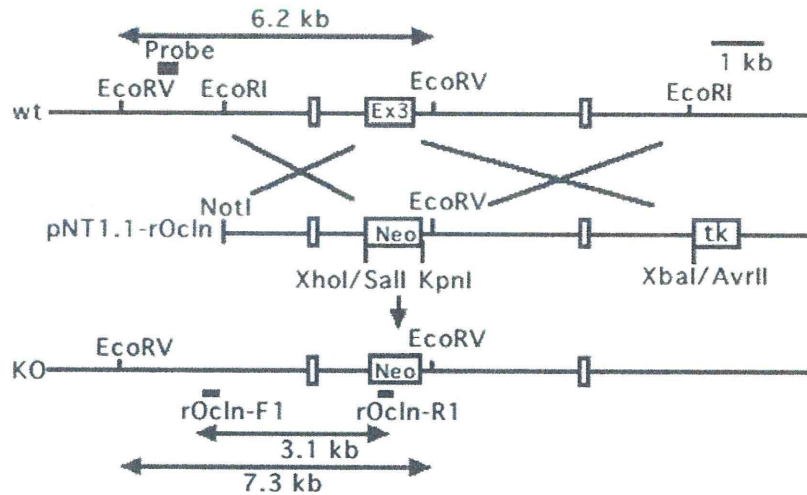 6.2 kb
Probe
1 kb
EcoRV EcoRI EcoRV EcoRI
wt Ex3
NotI EcoRV
pNT1.1-rOcln Neo tk
XhoI/SalI KpnI XbaI/AvrII
EcoRV EcoRV
KO Neo
rOcln-F1 rOcln-R1
3.1 kb
7.3 kb